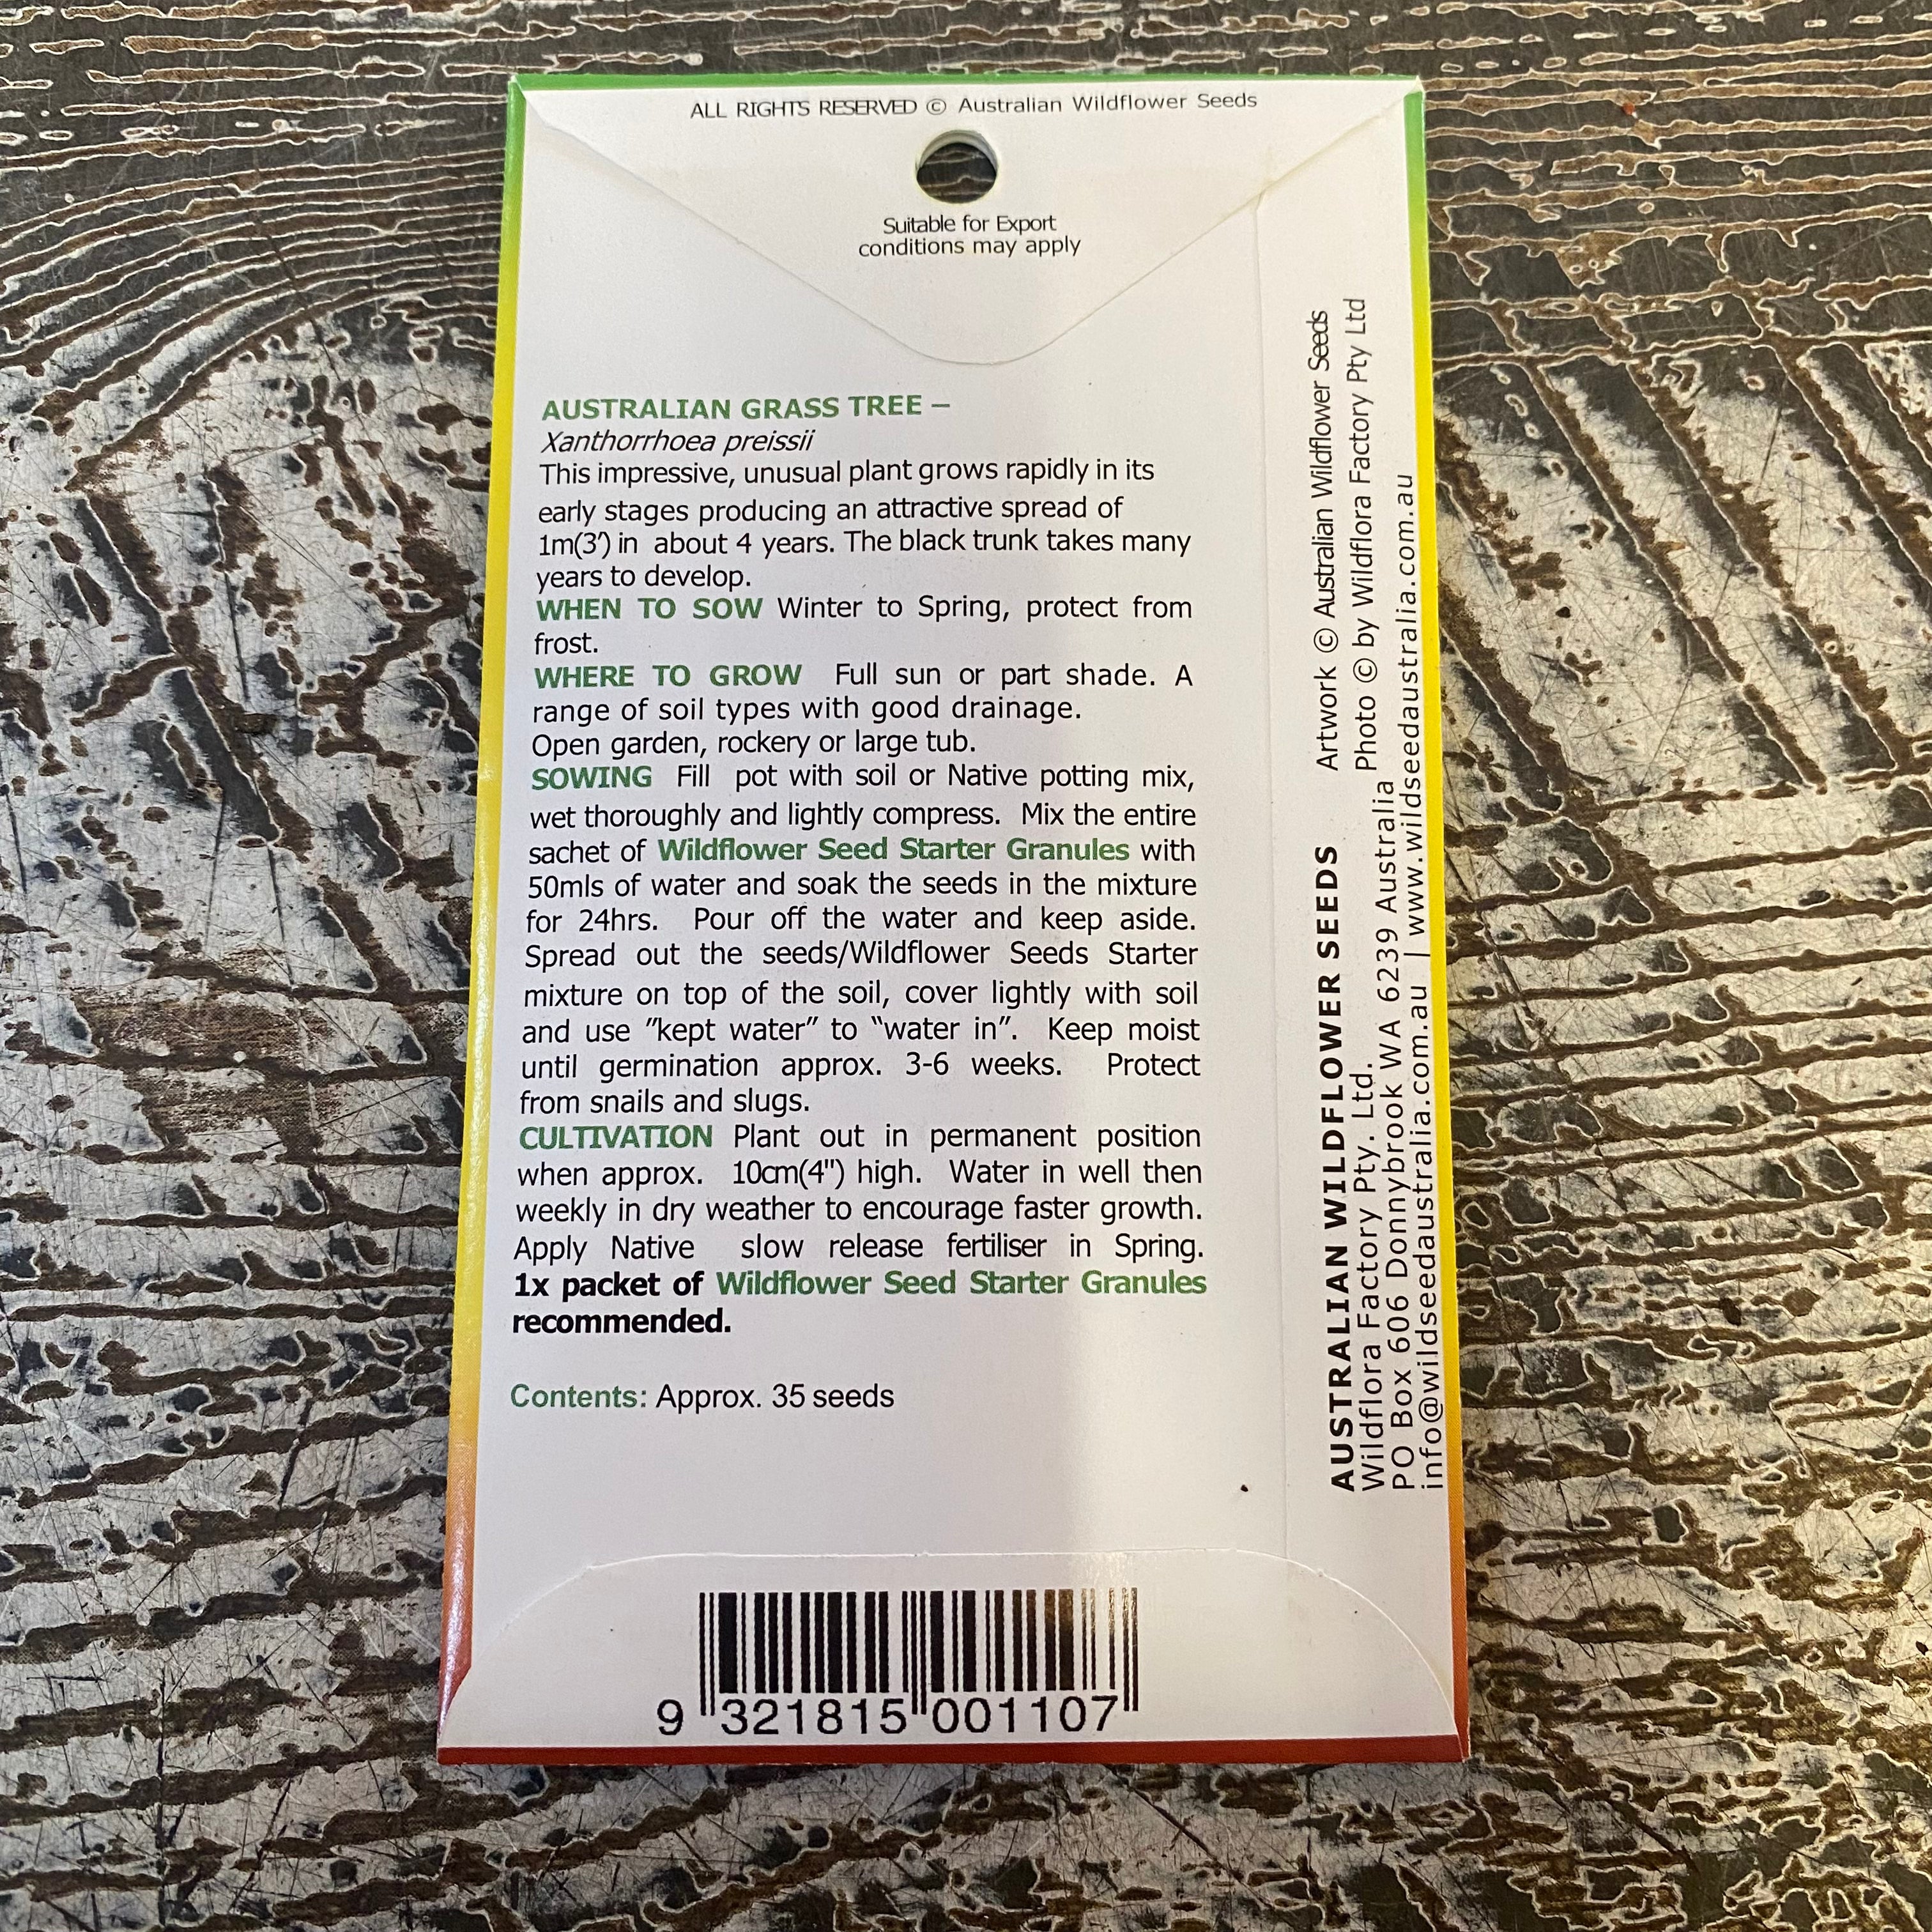 ALL RIGHTS RESERVED © Australian Wildflower Seeds
Suitable for Export
conditions may apply
AUSTRALIAN GRASS TREE –
Xanthorrhoea preissii
This impressive, unusual plant grows rapidly in its
early stages producing an attractive spread of
1m(3') in about 4 years. The black trunk takes many
years to develop.
WHEN TO SOW Winter to Spring, protect from
frost.
WHERE TO GROW Full sun or part shade. A
range of soil types with good drainage.
Open garden, rockery or large tub.
SOWING Fill pot with soil or Native potting mix,
wet thoroughly and lightly compress. Mix the entire
sachet of Wildflower Seed Starter Granules with
50mls of water and soak the seeds in the mixture
for 24hrs. Pour off the water and keep aside.
Spread out the seeds/Wildflower Seeds Starter
mixture on top of the soil, cover lightly with soil
and use ”kept water” to “water in”. Keep moist
until germination approx. 3-6 weeks. Protect
from snails and slugs.
CULTIVATION Plant out in permanent position
when approx. 10cm(4") high. Water in well then
weekly in dry weather to encourage faster growth.
Apply Native slow release fertiliser in Spring.
1x packet of Wildflower Seed Starter Granules
recommended.
Contents: Approx. 35 seeds
9 321815 001107
Artwork © Australian Wildflower Seeds
Photo © by Wildflora Factory Pty Ltd
AUSTRALIAN WILDFLOWER SEEDS
Wildflora Factory Pty. Ltd.
PO Box 606 Donnybrook WA 6239 Australia
info@wildseedaustralia.com.au | www.wildseedaustralia.com.au